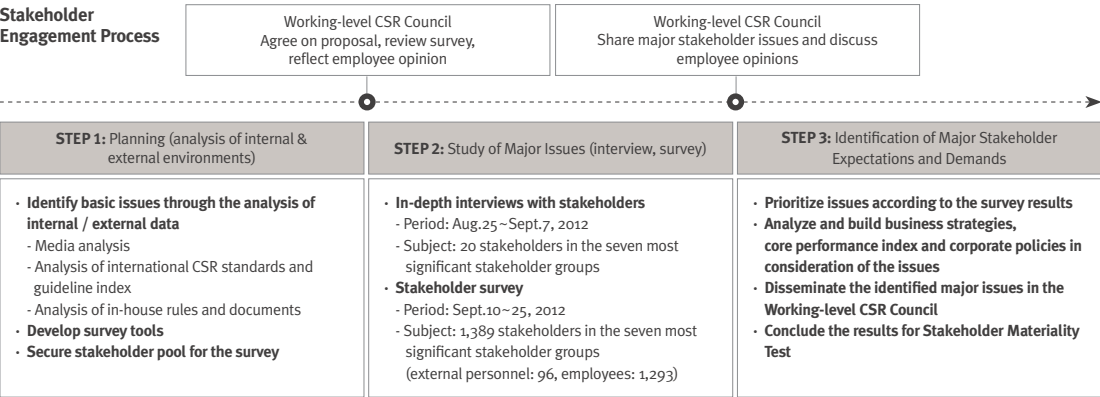 Stakeholder
Engagement Process
Working-level CSR Council
Agree on proposal, review survey,
reflect employee opinion
Working-level CSR Council
Share major stakeholder issues and discuss
employee opinions
STEP 1: Planning (analysis of internal &
external environments)
· Identify basic issues through the analysis of
internal / external data
- Media analysis
- Analysis of international CSR standards and
guideline index
- Analysis of in-house rules and documents
· Develop survey tools
· Secure stakeholder pool for the survey
STEP 2: Study of Major Issues (interview, survey)
· In-depth interviews with stakeholders
- Period: Aug.25~Sept.7, 2012
- Subject: 20 stakeholders in the seven most
significant stakeholder groups
· Stakeholder survey
- Period: Sept.10~25, 2012
- Subject: 1,389 stakeholders in the seven most
significant stakeholder groups
(external personnel: 96, employees: 1,293)
STEP 3: Identification of Major Stakeholder
Expectations and Demands
· Prioritize issues according to the survey results
· Analyze and build business strategies,
core performance index and corporate policies in
consideration of the issues
· Disseminate the identified major issues in the
Working-level CSR Council
· Conclude the results for Stakeholder Materiality
Test